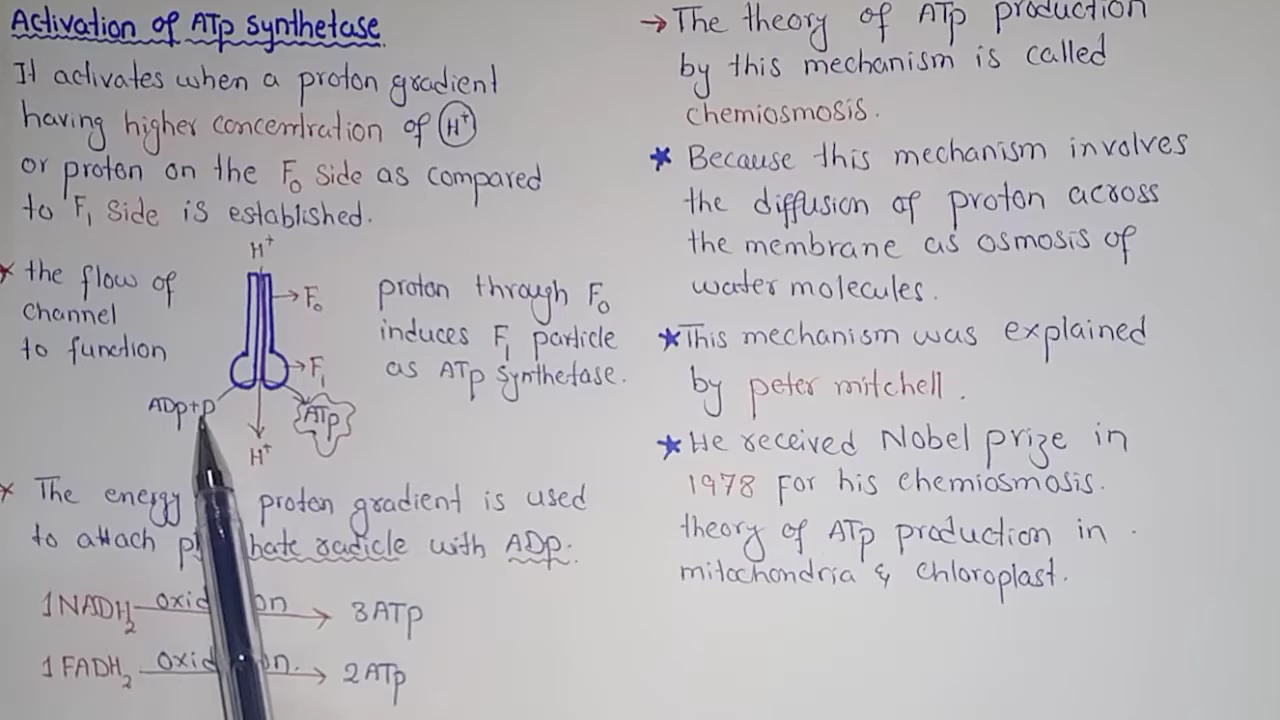 Activation of ATp synthetase
It activates when a proton gradient
having higher concentration of H⁺
or proton on the F₀ side as compared
to F₁ side is established.
* the flow of
channel
to function
H⁺
F₀
F₁
ADp+p
ATp
H⁺
proton through F₀
induces F₁ particle
as ATp synthetase.
* The energy proton gradient is used
to attach radicle with ADp.
1NADH₂ → 3ATp
1FADH₂ → 2ATp
→ The theory of ATp production
by this mechanism is called
chemiosmosis.
* Because this mechanism involves
the diffusion of proton across
the membrane as osmosis of
water molecules.
* This mechanism was explained
by peter mitchell.
* He received Nobel prize in
1978 for his chemiosmosis.
theory of ATp production in
mitochondria & chloroplast.